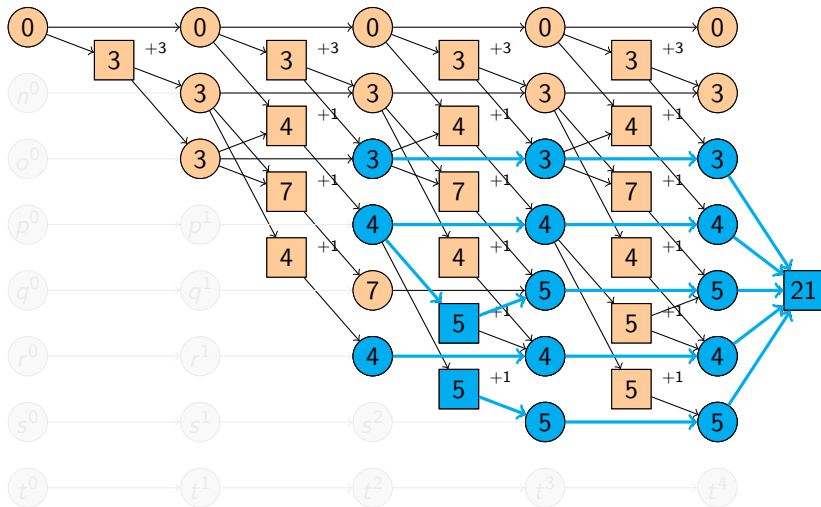 0 0 0 0 0
3 +3 3 +3 3 +3 3 +3
n⁰ 3 3 3 3
4 +1 4 +1 4 +1
o⁰ 3 3 3 3
7 +1 7 +1 7 +1
p⁰ p¹ 4 4 4
4 +1 4 +1 4 +1
q⁰ q¹ 7 5 5 21
5 +1 5 +1
r⁰ r¹ 4 4 4
5 +1 5 +1
s⁰ s¹ s² 5 5
t⁰ t¹ t² t³ t⁴